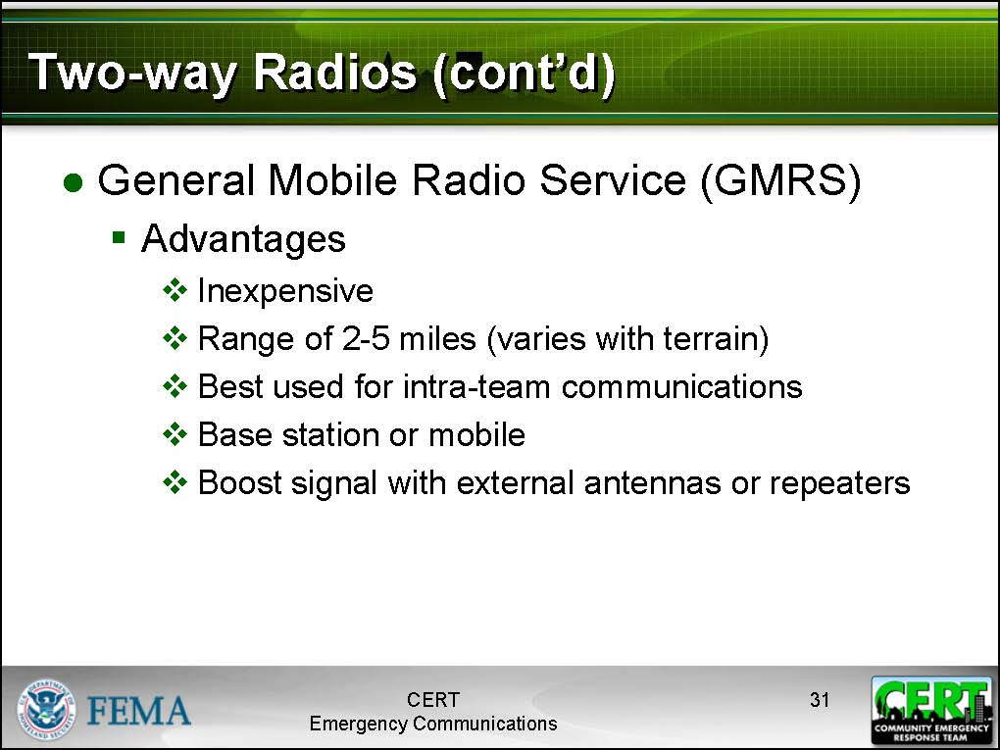 Two-way Radios (cont’d)
● General Mobile Radio Service (GMRS)
▪ Advantages
❖ Inexpensive
❖ Range of 2-5 miles (varies with terrain)
❖ Best used for intra-team communications
❖ Base station or mobile
❖ Boost signal with external antennas or repeaters
FEMA
CERT
Emergency Communications
31
CERT
COMMUNITY EMERGENCY
RESPONSE TEAM